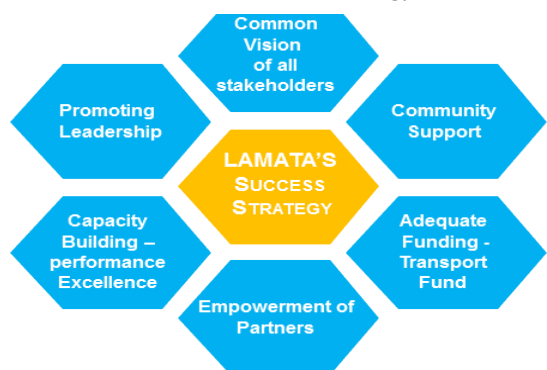 Common
Vision
of all
stakeholders
Promoting
Leadership
Community
Support
LAMATA'S
SUCCESS
STRATEGY
Capacity
Building –
performance
Excellence
Adequate
Funding -
Transport
Fund
Empowerment of
Partners